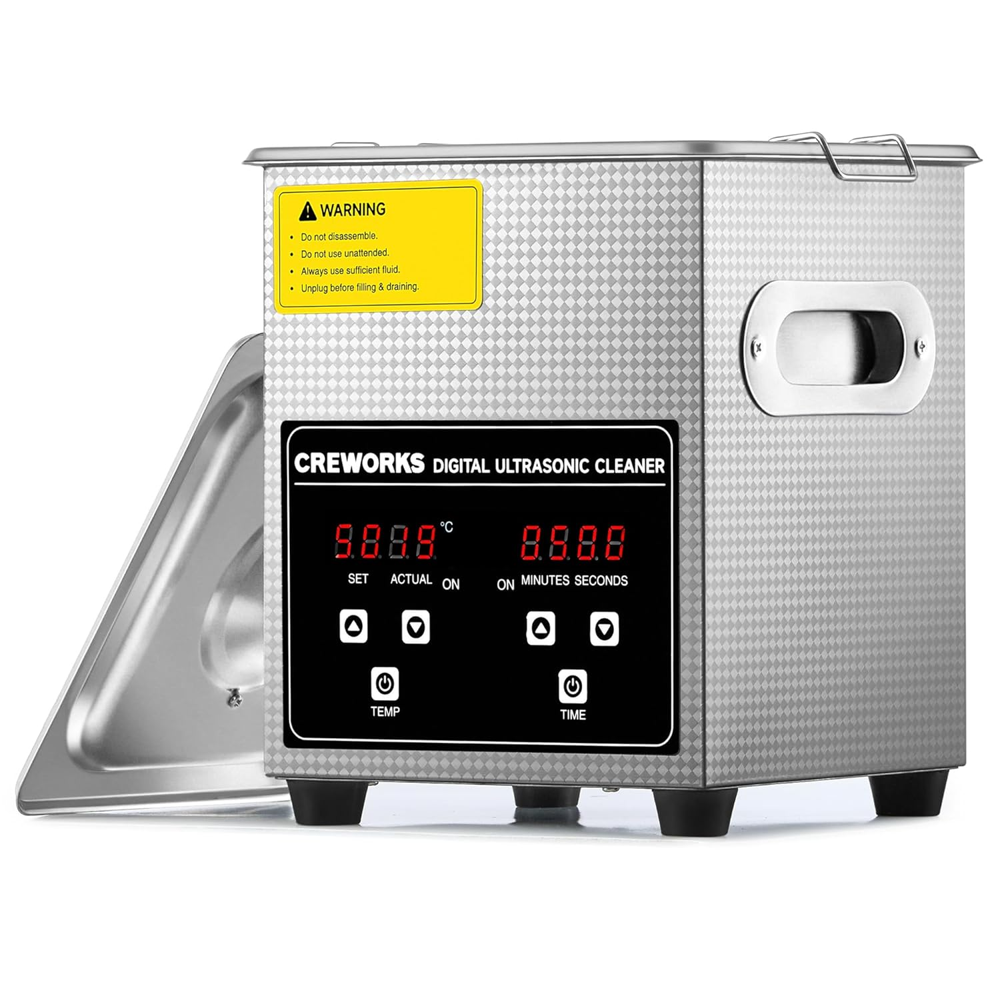 WARNING
• Do not disassemble.
• Do not use unattended.
• Always use sufficient fluid.
• Unplug before filling & draining.
CREWORKS DIGITAL ULTRASONIC CLEANER
5019 °C 0500
SET ACTUAL ON ON MINUTES SECONDS
TEMP TIME